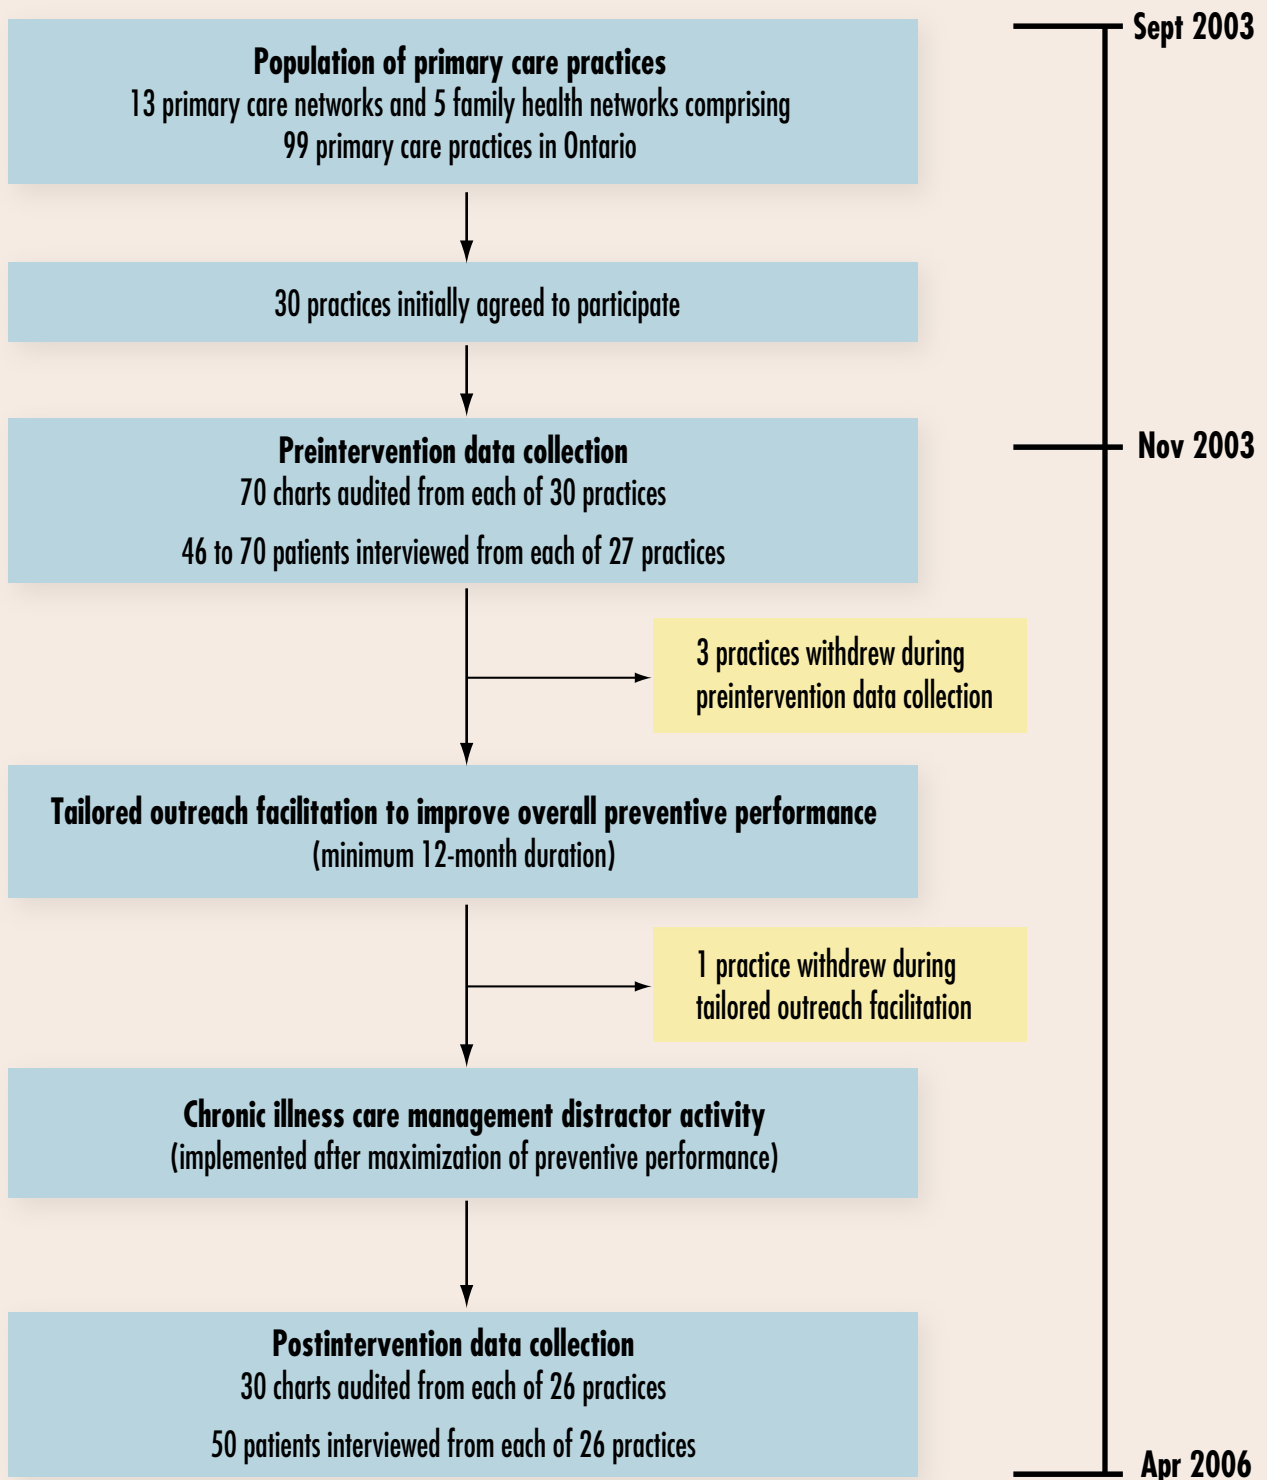 Sept 2003
Population of primary care practices
13 primary care networks and 5 family health networks comprising
99 primary care practices in Ontario
30 practices initially agreed to participate
Nov 2003
Preintervention data collection
70 charts audited from each of 30 practices
46 to 70 patients interviewed from each of 27 practices
3 practices withdrew during
preintervention data collection
Tailored outreach facilitation to improve overall preventive performance
(minimum 12-month duration)
1 practice withdrew during
tailored outreach facilitation
Chronic illness care management distractor activity
(implemented after maximization of preventive performance)
Postintervention data collection
30 charts audited from each of 26 practices
50 patients interviewed from each of 26 practices
Apr 2006